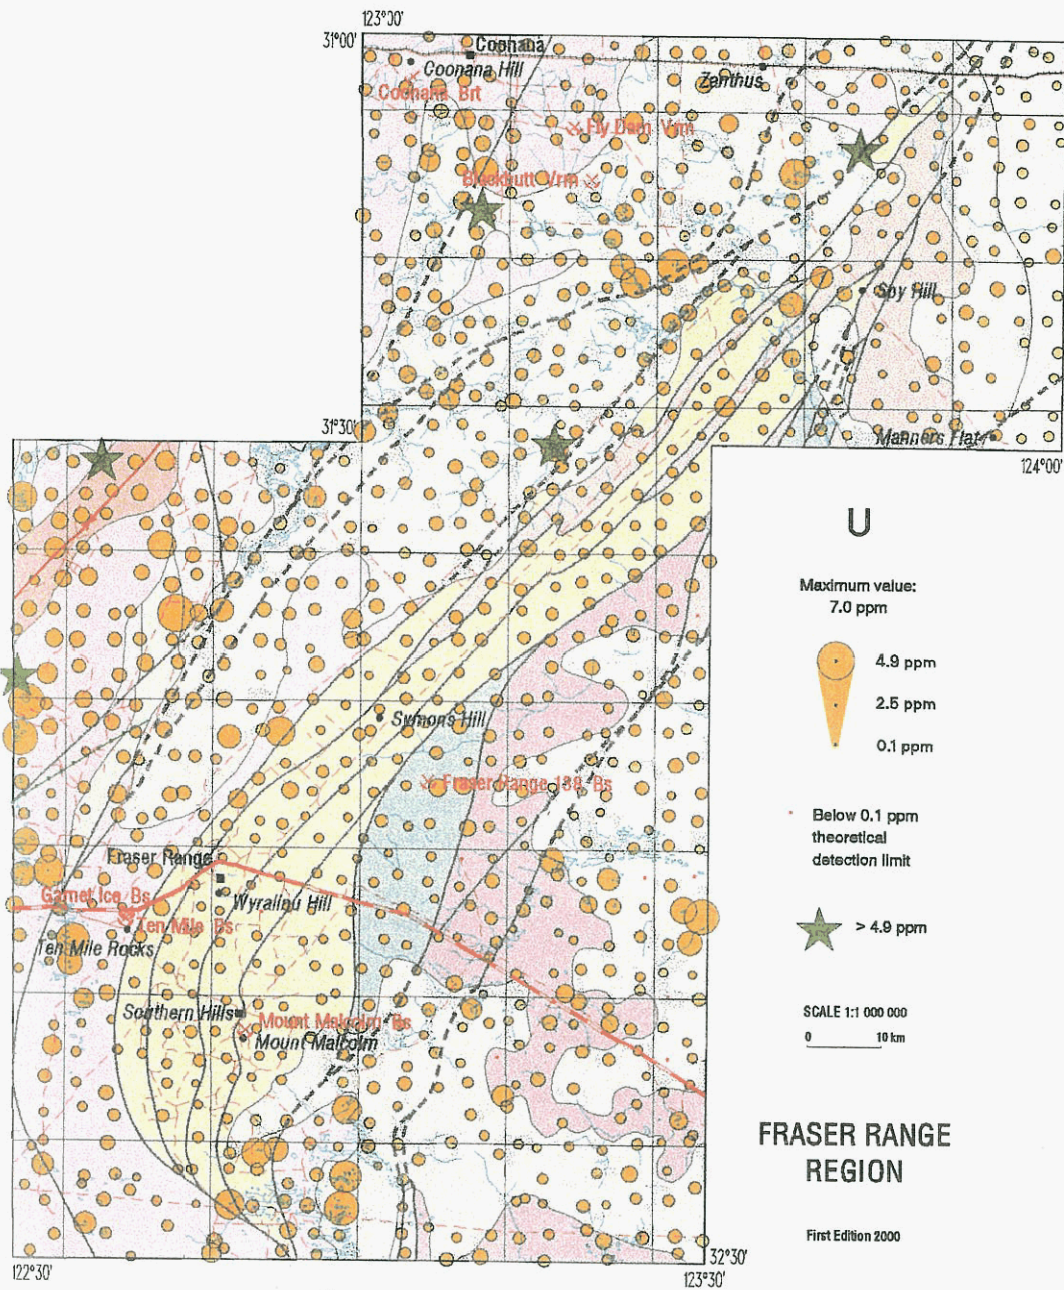 123°00'
31°00'
Coonana
Coonana Hill
Zanthus
Coonana Brt
Fly Dam Vrm
Blackbutt Vrm
Spy Hill
31°30'
Manners Flat
124°00'
U
Maximum value:
7.0 ppm
4.9 ppm
2.5 ppm
0.1 ppm
Symons Hill
Fraser Range 138 Bs
Below 0.1 ppm
theoretical
detection limit
Fraser Range
Garnet Ice Bs
Wyralinu Hill
Ten Mile Bs
Ten Mile Rocks
> 4.9 ppm
Southern Hills
Mount Malcolm Bs
Mount Malcolm
SCALE 1:1 000 000
0 10 km
FRASER RANGE
REGION
First Edition 2000
32°30'
122°30'
123°30'